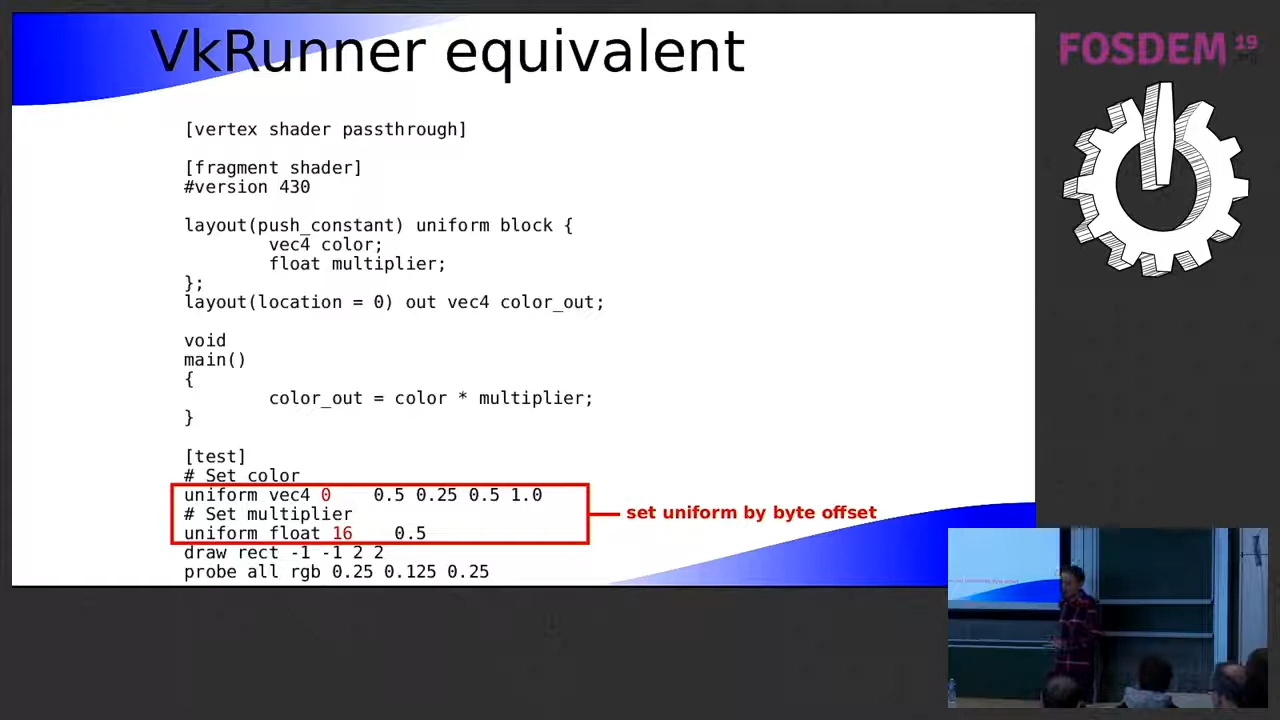 VkRunner equivalent
[vertex shader passthrough]
[fragment shader]
#version 430
layout(push_constant) uniform block {
vec4 color;
float multiplier;
};
layout(location = 0) out vec4 color_out;
void
main()
{
color_out = color * multiplier;
}
[test]
# Set color
uniform vec4 0 0.5 0.25 0.5 1.0
# Set multiplier
uniform float 16 0.5
draw rect -1 -1 2 2
probe all rgb 0.25 0.125 0.25
set uniform by byte offset
FOSDEM 19